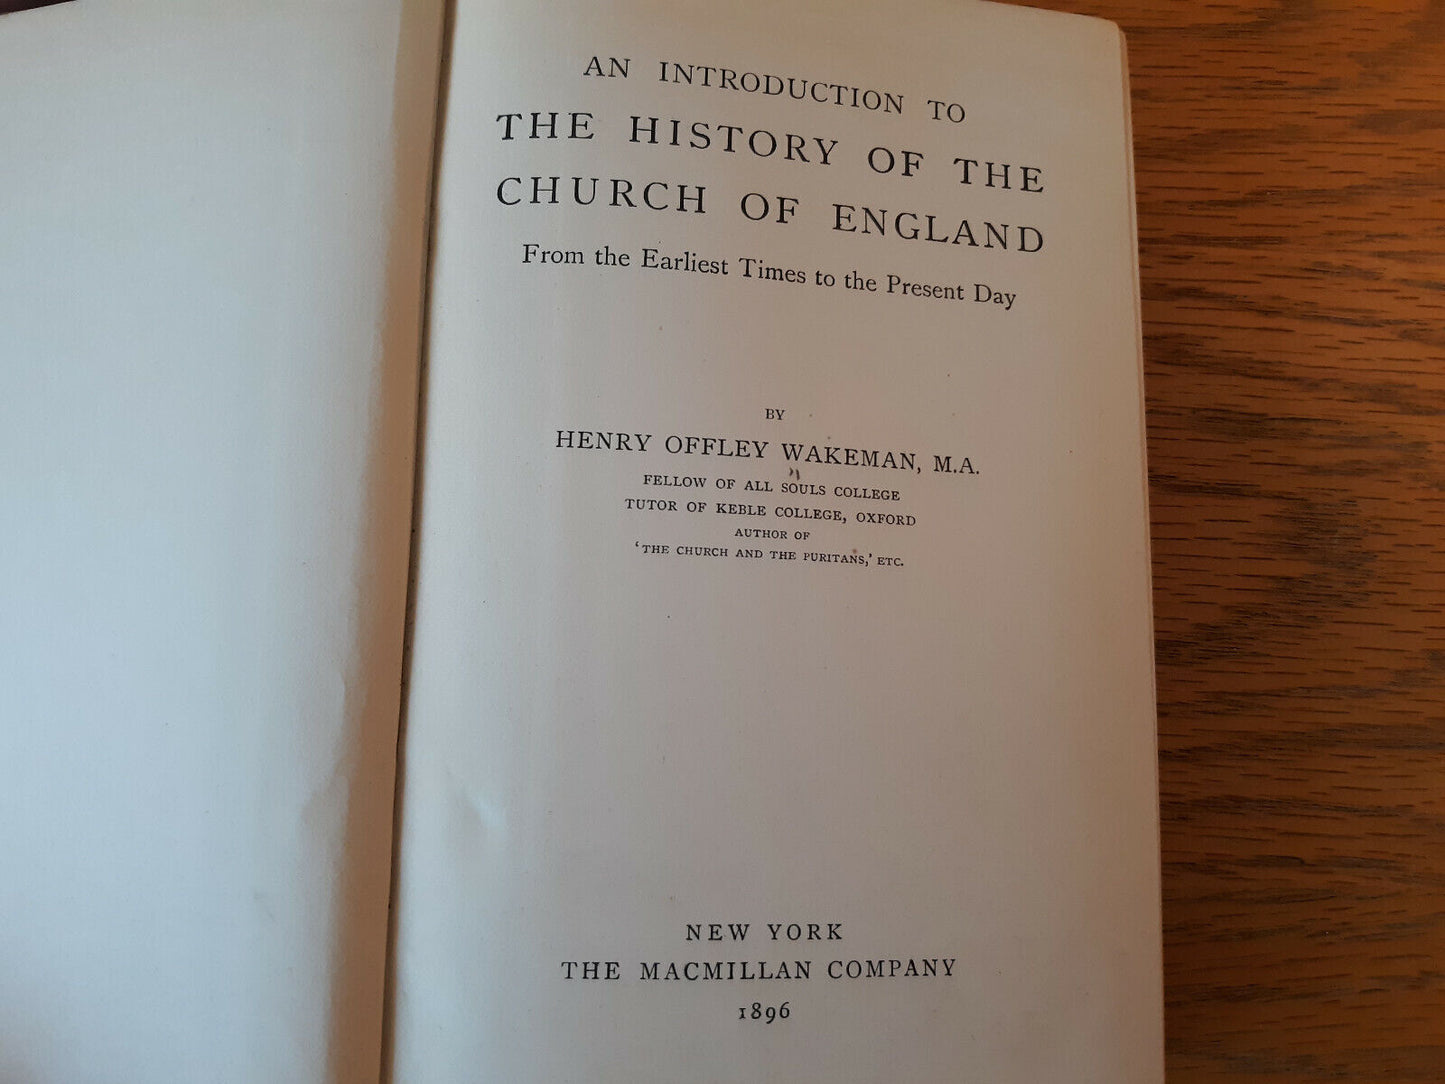 AN INTRODUCTION TO
THE HISTORY OF THE
CHURCH OF ENGLAND
From the Earliest Times to the Present Day
BY
HENRY OFFLEY WAKEMAN, M.A.
FELLOW OF ALL SOULS COLLEGE
TUTOR OF KEBLE COLLEGE, OXFORD
AUTHOR OF
‘THE CHURCH AND THE PURITANS,’ ETC.
NEW YORK
THE MACMILLAN COMPANY
1896